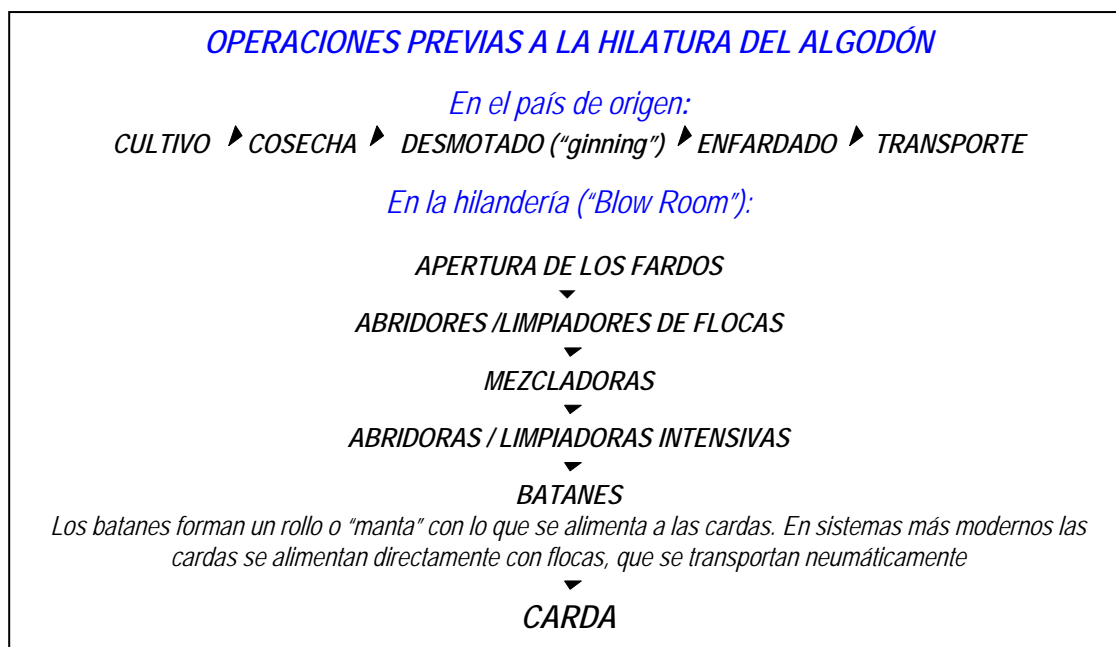 OPERACIONES PREVIAS A LA HILATURA DEL ALGODÓN
En el país de origen:
CULTIVO COSECHA DESMOTADO (“ginning”) ENFARDADO TRANSPORTE
En la hilandería (“Blow Room”):
APERTURA DE LOS FARDOS
ABRIDORES /LIMPIADORES DE FLOCAS
MEZCLADORAS
ABRIDORAS / LIMPIADORAS INTENSIVAS
BATANES
Los batanes forman un rollo o “manta” con lo que se alimenta a las cardas. En sistemas más modernos las
cardas se alimentan directamente con flocas, que se transportan neumáticamente
CARDA